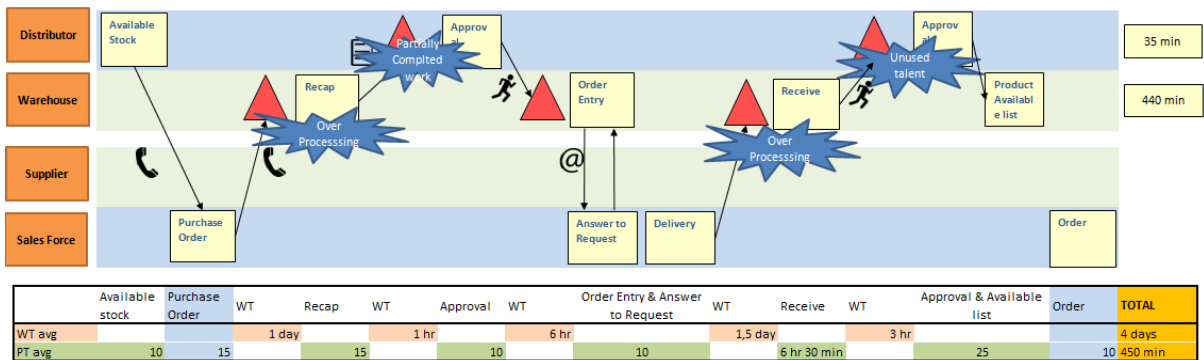 Distributor
Available
Stock
Approv
al
Partially
Complted
work
Approv
al
Unused
talent
35 min
Warehouse
Recap
Over
Processsing
Order
Entry
Receive
Over
Processsing
Product
Availabl
e list
440 min
@
Supplier
Sales Force
Purchase
Order
Answer to
Request
Delivery
Order
Available stock Purchase Order WT Recap WT Approval WT Order Entry & Answer to Request WT Receive WT Approval & Available list Order TOTAL
WT avg 1 day 1 hr 6 hr 1,5 day 3 hr 4 days
PT avg 10 15 15 10 10 6 hr 30 min 25 10 450 min